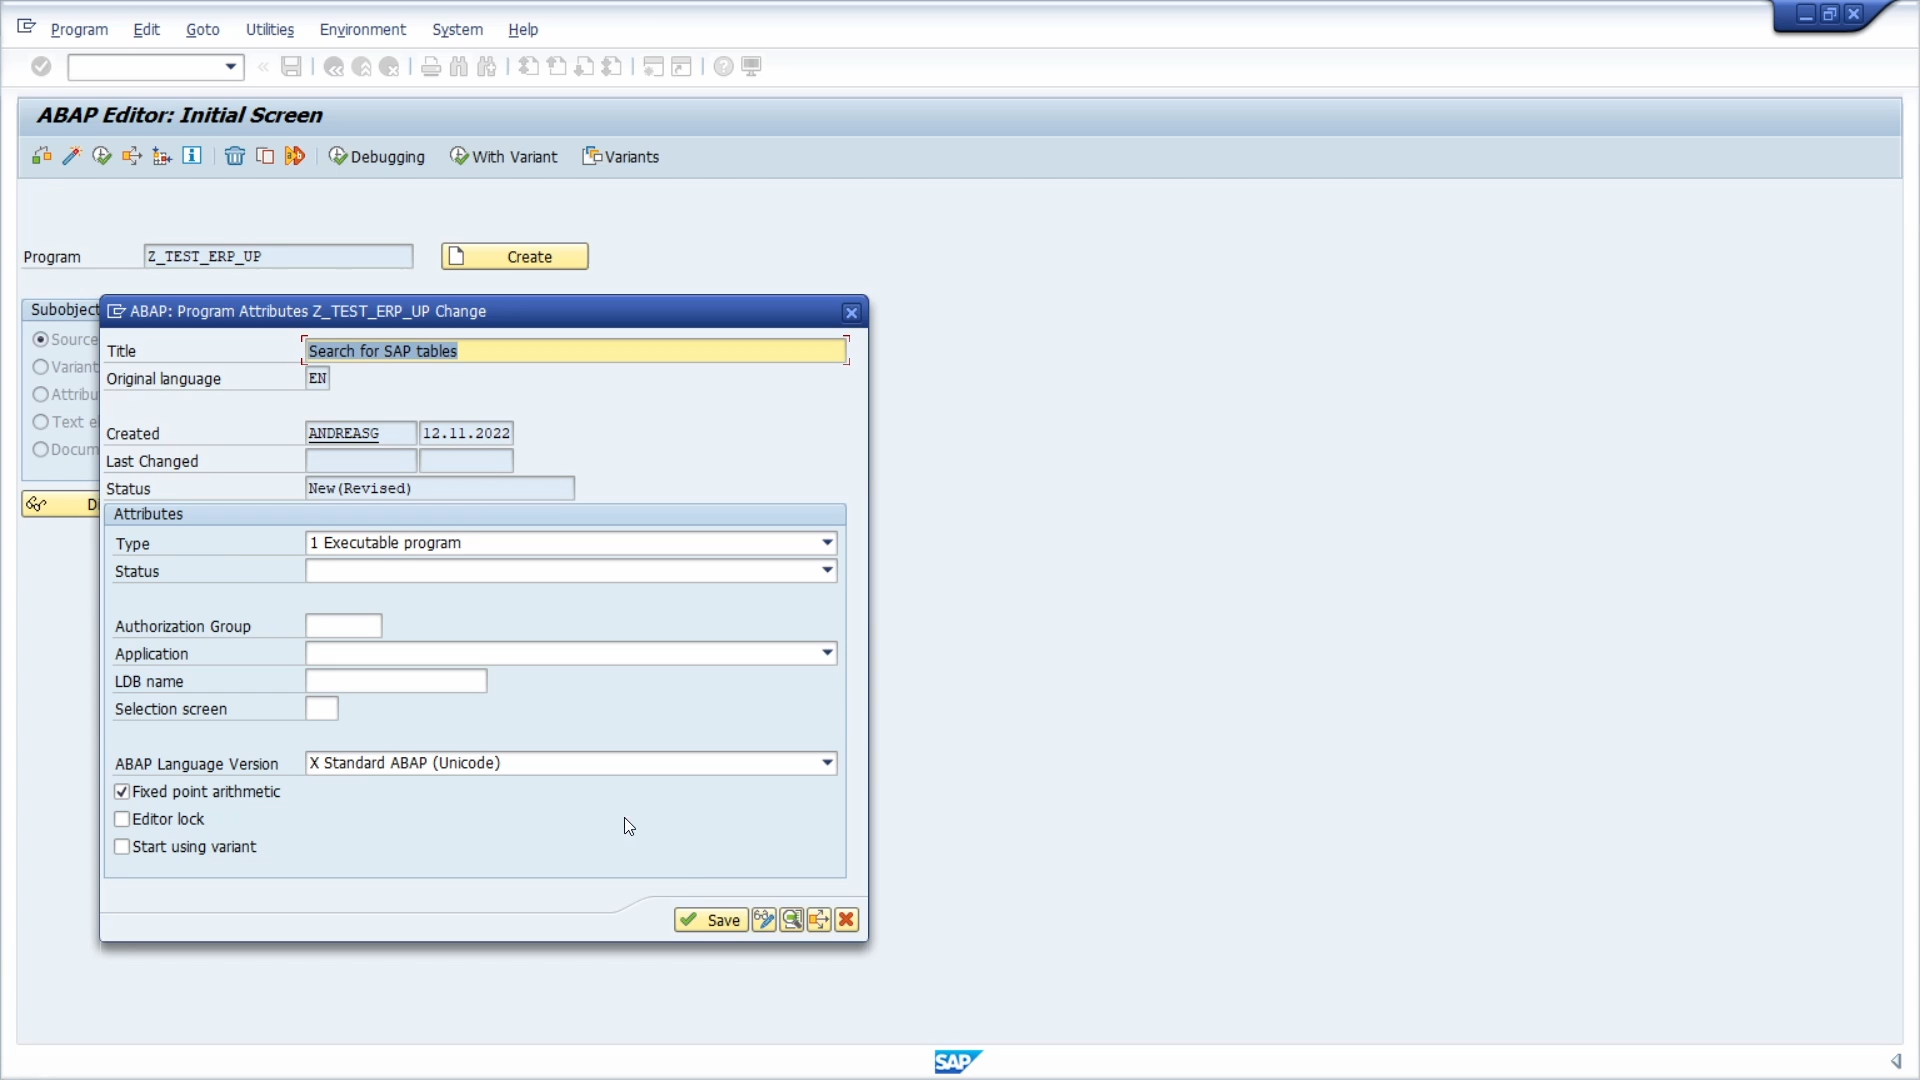 Program Edit Goto Utilities Environment System Help
ABAP Editor: Initial Screen
Debugging With Variant Variants
Program Z_TEST_ERP_UP Create
Subobject
Source
Variant
Attribu
Text e
Docum
Di
ABAP: Program Attributes Z_TEST_ERP_UP Change
Title Search for SAP tables
Original language EN
Created ANDREASG 12.11.2022
Last Changed
Status New(Revised)
Attributes
Type 1 Executable program
Status
Authorization Group
Application
LDB name
Selection screen
ABAP Language Version X Standard ABAP (Unicode)
Fixed point arithmetic
Editor lock
Start using variant
Save
SAP